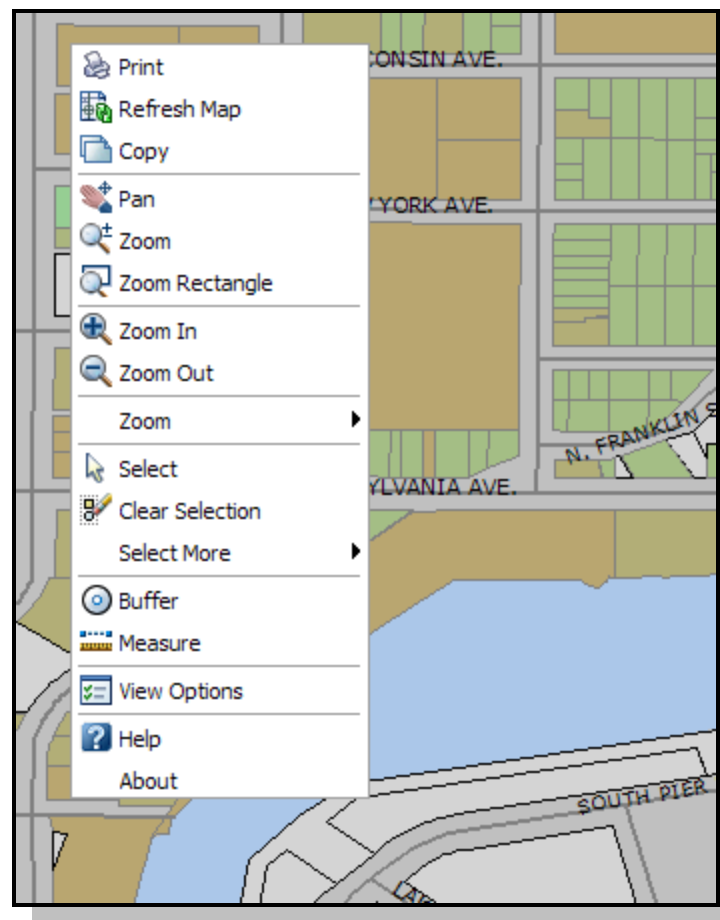 CONSIN AVE.
Print
Refresh Map
Copy
Pan
YORK AVE.
Zoom
Zoom Rectangle
Zoom In
Zoom Out
Zoom
N. FRANKLIN S
Select
YLVANIA AVE.
Clear Selection
Select More
Buffer
Measure
View Options
Help
About
SOUTH PIER